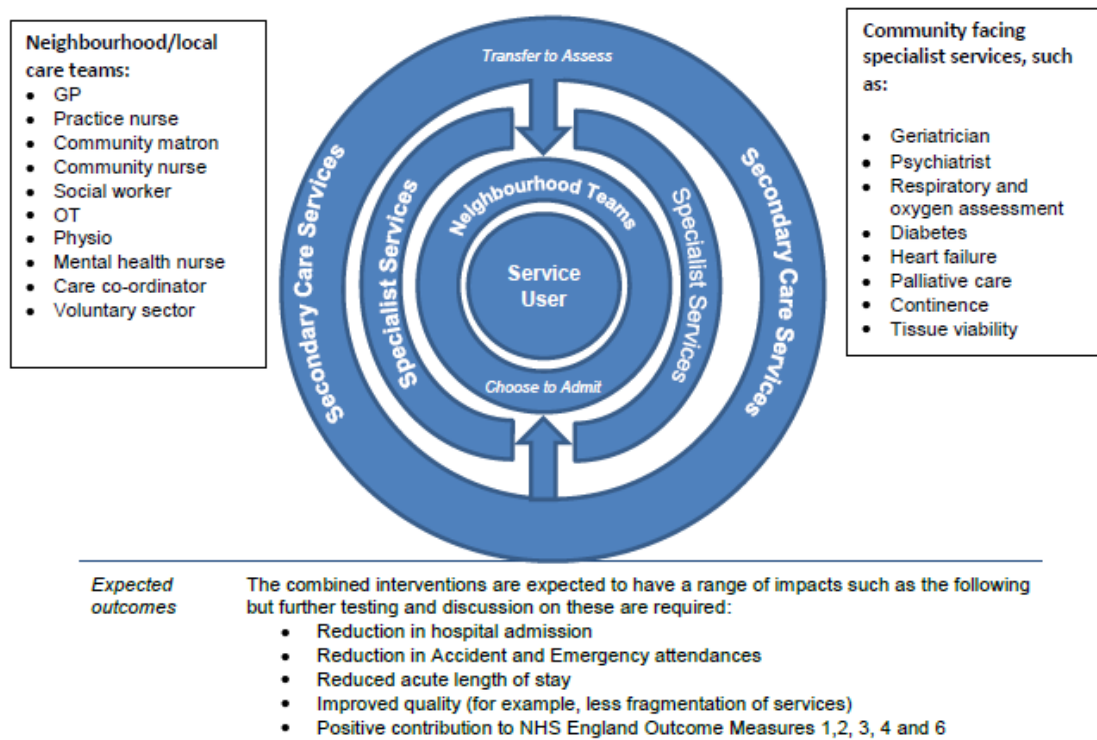 Neighbourhood/local
care teams:
• GP
• Practice nurse
• Community matron
• Community nurse
• Social worker
• OT
• Physio
• Mental health nurse
• Care co-ordinator
• Voluntary sector
Transfer to Assess
Secondary Care Services
Specialist Services
Neighbourhood Teams
Service
User
Choose to Admit
Specialist Services
Secondary Care Services
Community facing
specialist services, such
as:
• Geriatrician
• Psychiatrist
• Respiratory and
oxygen assessment
• Diabetes
• Heart failure
• Palliative care
• Continence
• Tissue viability
Expected
outcomes
The combined interventions are expected to have a range of impacts such as the following
but further testing and discussion on these are required:
• Reduction in hospital admission
• Reduction in Accident and Emergency attendances
• Reduced acute length of stay
• Improved quality (for example, less fragmentation of services)
• Positive contribution to NHS England Outcome Measures 1,2, 3, 4 and 6